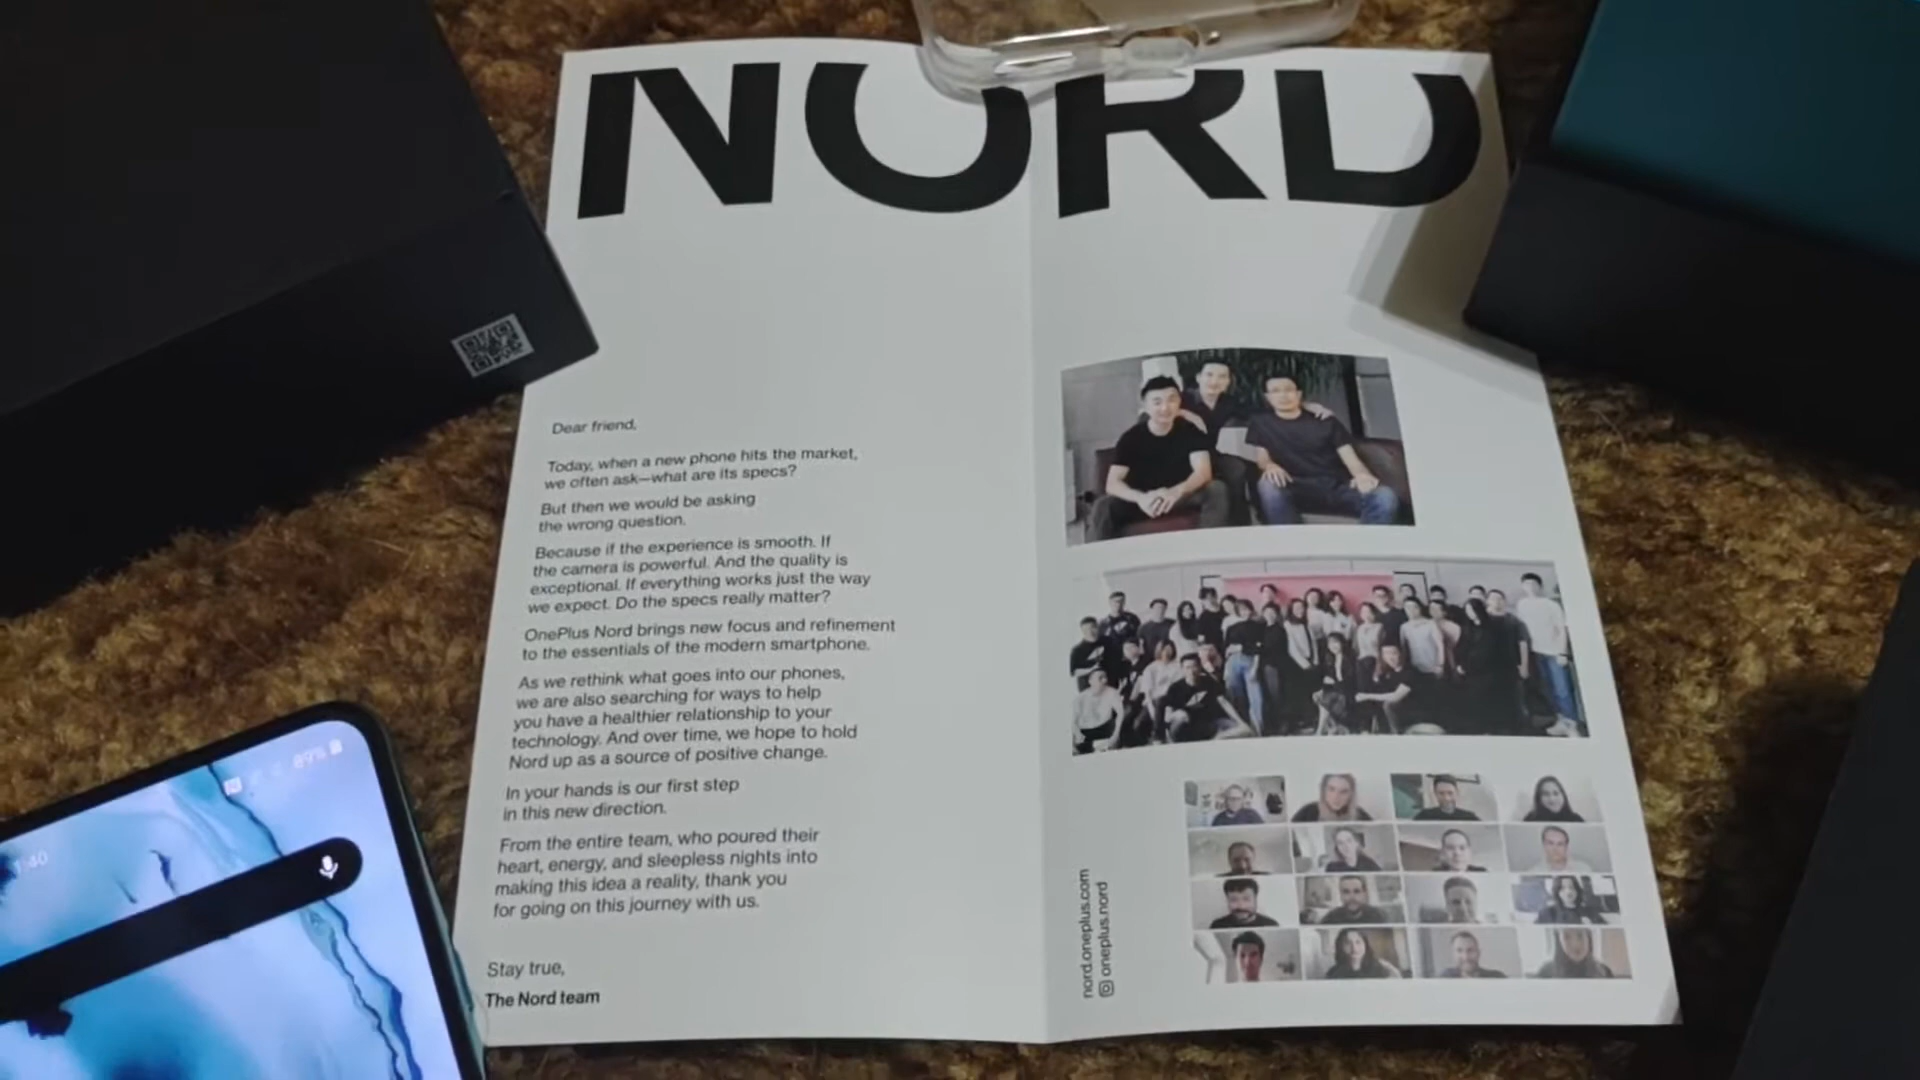 NORD
Dear friend,
Today, when a new phone hits the market,
we often ask—what are its specs?
But then we would be asking
the wrong question.
Because if the experience is smooth. If
the camera is powerful. And the quality is
exceptional. If everything works just the way
we expect. Do the specs really matter?
OnePlus Nord brings new focus and refinement
to the essentials of the modern smartphone.
As we rethink what goes into our phones,
we are also searching for ways to help
you have a healthier relationship to your
technology. And over time, we hope to hold
Nord up as a source of positive change.
In your hands is our first step
in this new direction.
From the entire team, who poured their
heart, energy, and sleepless nights into
making this idea a reality, thank you
for going on this journey with us.
Stay true,
The Nord team
nord.oneplus.com
oneplus.nord
89%